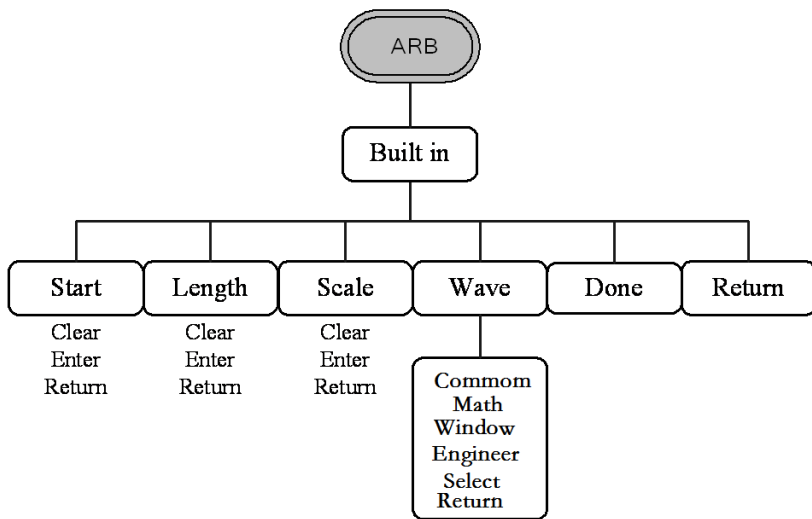 ARB
Built in
Start Length Scale Wave Done Return
Clear Clear Clear
Enter Enter Enter
Return Return Return
Commom
Math
Window
Engineer
Select
Return